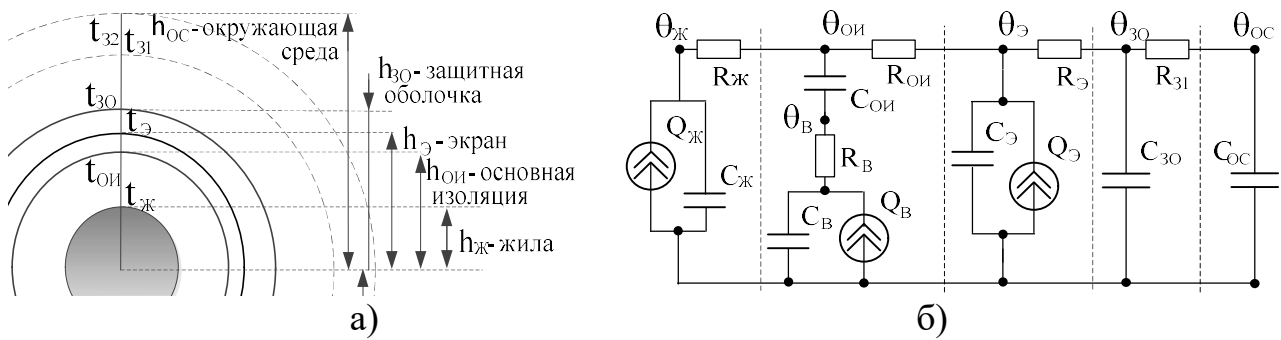 t32
t31
hОС-окружающая
среда
hЗО-защитная
оболочка
tЗО
tЭ
hЭ-экран
tОИ
hОИ-основная
изоляция
tЖ
hЖ-жила
а)
θЖ
θОИ
θЭ
θЗО
θОС
RЖ
RОИ
RЭ
R31
CОИ
QЖ
θВ
RВ
CЖ
CВ
QВ
CЭ
QЭ
CЗО
CОС
б)